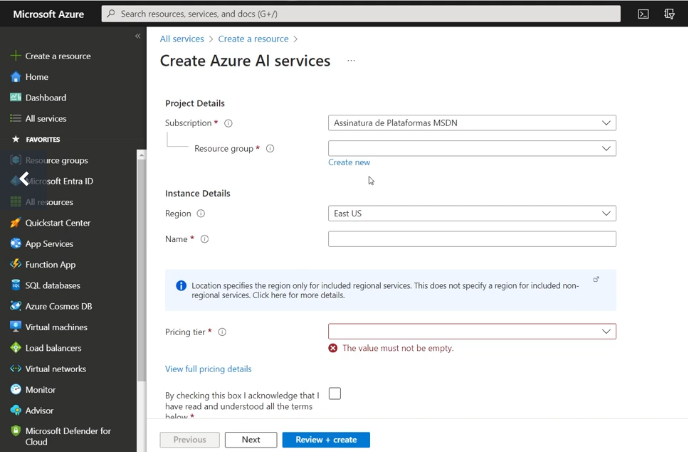 Microsoft Azure
Search resources, services, and docs (G+/)
Create a resource
Home
Dashboard
All services
FAVORITES
Resource groups
Microsoft Entra ID
All resources
Quickstart Center
App Services
Function App
SQL databases
Azure Cosmos DB
Virtual machines
Load balancers
Virtual networks
Monitor
Advisor
Microsoft Defender for
Cloud
All services > Create a resource >
Create Azure AI services ...
Project Details
Subscription * Assinatura de Plataformas MSDN
Resource group *
Create new
Instance Details
Region East US
Name *
Location specifies the region only for included regional services. This does not specify a region for included non-
regional services. Click here for more details.
Pricing tier *
The value must not be empty.
View full pricing details
By checking this box I acknowledge that I
have read and understood all the terms
below *
Previous Next Review + create